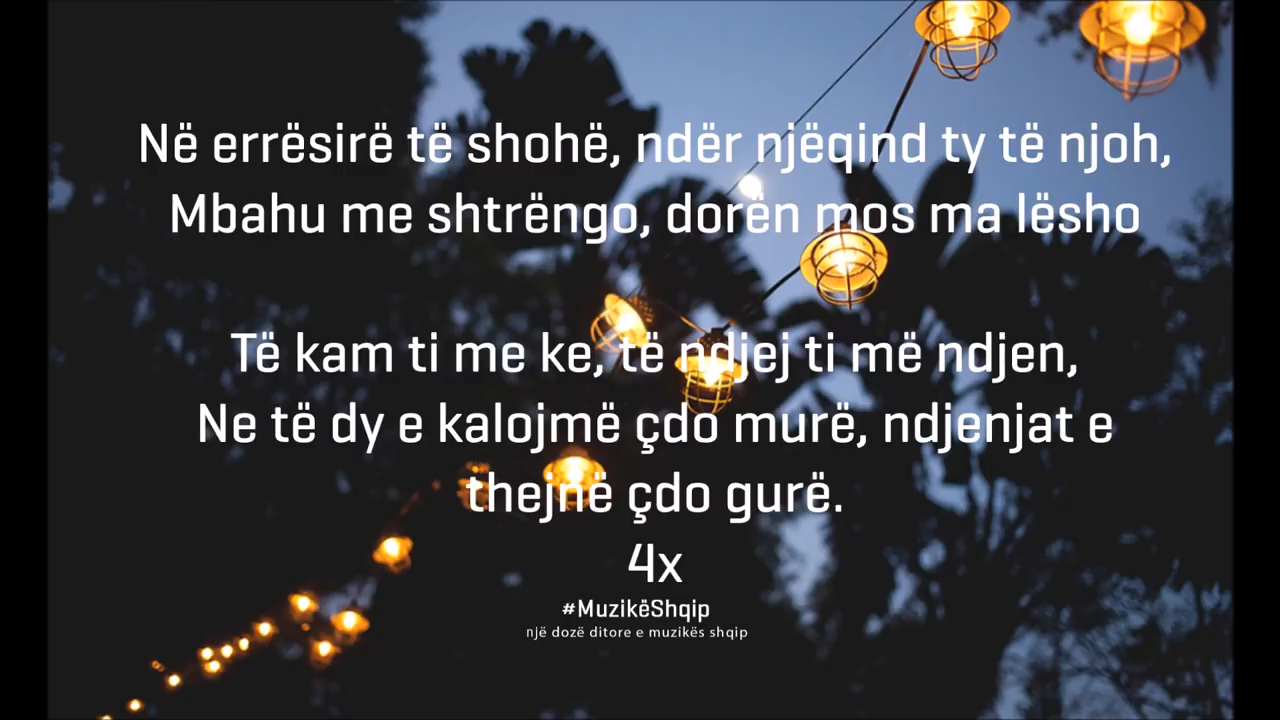 Në errësirë të shohë, ndër njëqind ty të njoh,
Mbahu me shtrëngo, dorën mos ma lësho
Të kam ti me ke, të ndjej ti më ndjen,
Ne të dy e kalojmë çdo murë, ndjenjat e
thejnë çdo gurë.
4x
#MuzikëShqip
një dozë ditore e muzikës shqip